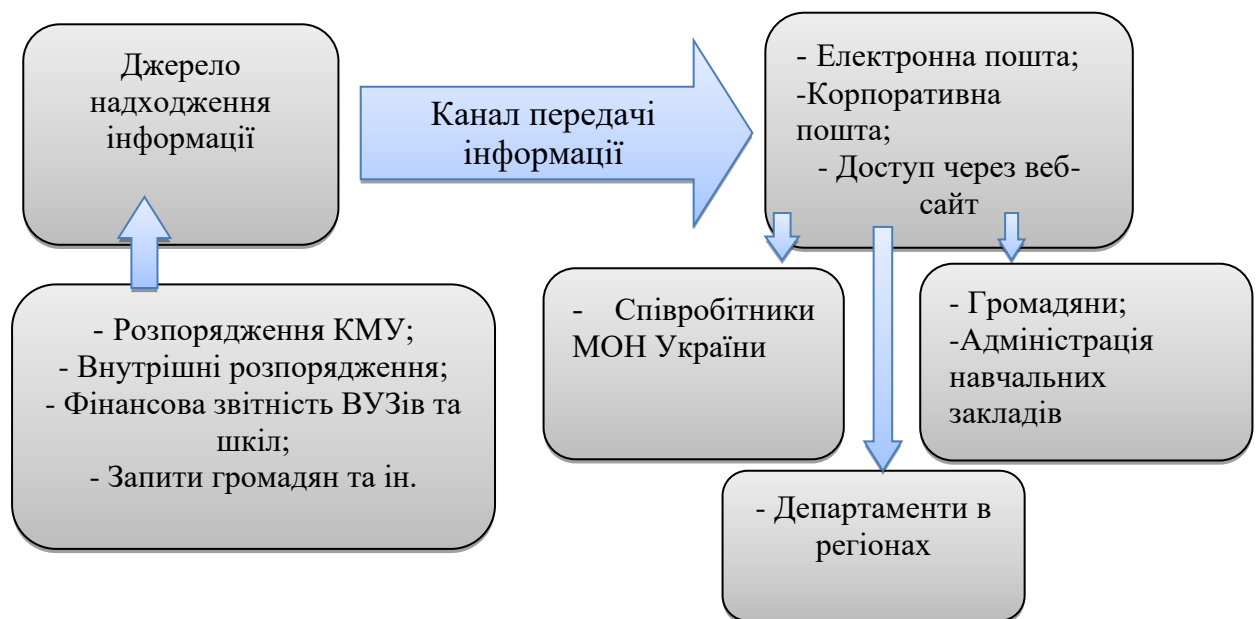 Джерело
надходження
інформації
Канал передачі
інформації
- Електронна пошта;
-Корпоративна
пошта;
- Доступ через веб-
сайт
- Розпорядження КМУ;
- Внутрішні розпорядження;
- Фінансова звітність ВУЗів та
шкіл;
- Запити громадян та ін.
- Співробітники
МОН України
- Громадяни;
-Адміністрація
навчальних
закладів
- Департаменти в
регіонах